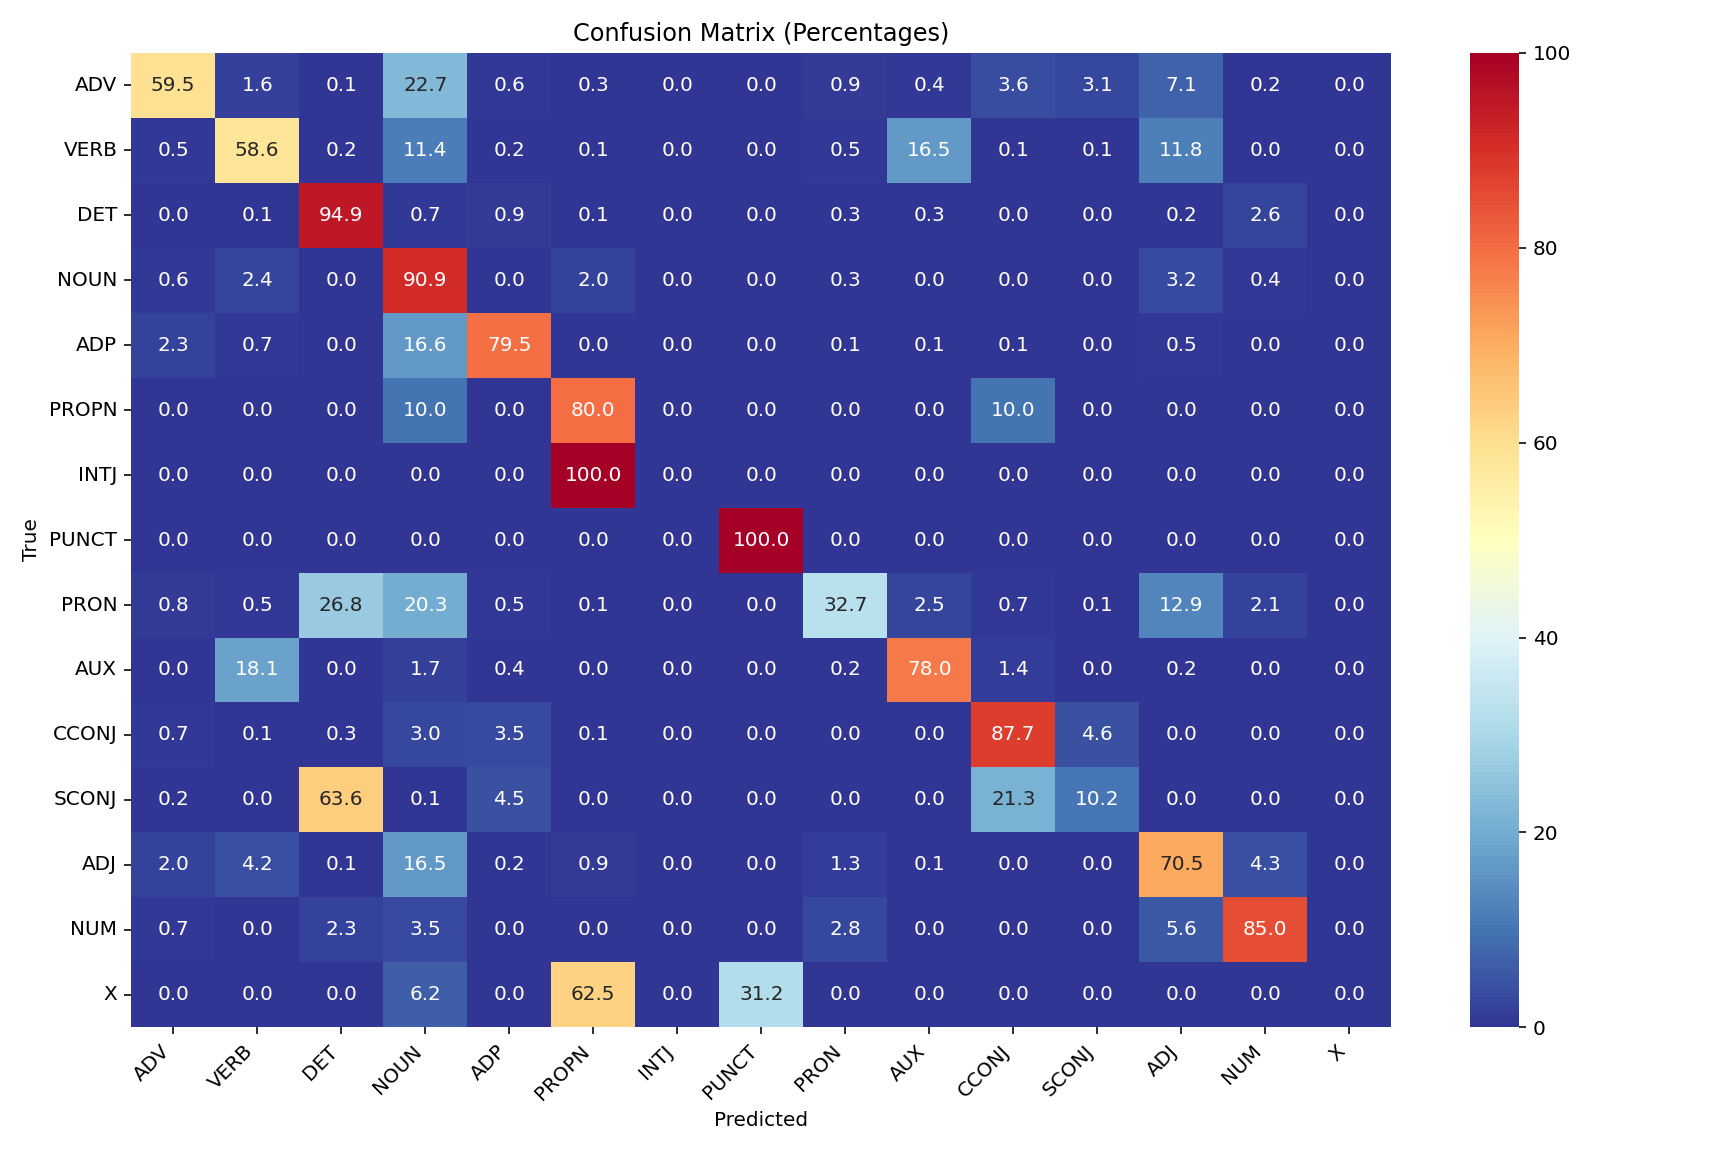 Confusion Matrix (Percentages)
ADV 59.5 1.6 0.1 22.7 0.6 0.3 0.0 0.0 0.9 0.4 3.6 3.1 7.1 0.2 0.0
VERB 0.5 58.6 0.2 11.4 0.2 0.1 0.0 0.0 0.5 16.5 0.1 0.1 11.8 0.0 0.0
DET 0.0 0.1 94.9 0.7 0.9 0.1 0.0 0.0 0.3 0.3 0.0 0.0 0.2 2.6 0.0
NOUN 0.6 2.4 0.0 90.9 0.0 2.0 0.0 0.0 0.3 0.0 0.0 0.0 3.2 0.4 0.0
ADP 2.3 0.7 0.0 16.6 79.5 0.0 0.0 0.0 0.1 0.1 0.1 0.0 0.5 0.0 0.0
PROPN 0.0 0.0 0.0 10.0 0.0 80.0 0.0 0.0 0.0 0.0 10.0 0.0 0.0 0.0 0.0
INTJ 0.0 0.0 0.0 0.0 0.0 100.0 0.0 0.0 0.0 0.0 0.0 0.0 0.0 0.0 0.0
PUNCT 0.0 0.0 0.0 0.0 0.0 0.0 0.0 100.0 0.0 0.0 0.0 0.0 0.0 0.0 0.0
PRON 0.8 0.5 26.8 20.3 0.5 0.1 0.0 0.0 32.7 2.5 0.7 0.1 12.9 2.1 0.0
AUX 0.0 18.1 0.0 1.7 0.4 0.0 0.0 0.0 0.2 78.0 1.4 0.0 0.2 0.0 0.0
CCONJ 0.7 0.1 0.3 3.0 3.5 0.1 0.0 0.0 0.0 0.0 87.7 4.6 0.0 0.0 0.0
SCONJ 0.2 0.0 63.6 0.1 4.5 0.0 0.0 0.0 0.0 0.0 21.3 10.2 0.0 0.0 0.0
ADJ 2.0 4.2 0.1 16.5 0.2 0.9 0.0 0.0 1.3 0.1 0.0 0.0 70.5 4.3 0.0
NUM 0.7 0.0 2.3 3.5 0.0 0.0 0.0 0.0 2.8 0.0 0.0 0.0 5.6 85.0 0.0
X 0.0 0.0 0.0 6.2 0.0 62.5 0.0 31.2 0.0 0.0 0.0 0.0 0.0 0.0 0.0
ADV VERB DET NOUN ADP PROPN INTJ PUNCT PRON AUX CCONJ SCONJ ADJ NUM X
Predicted
True
100
80
60
40
20
0